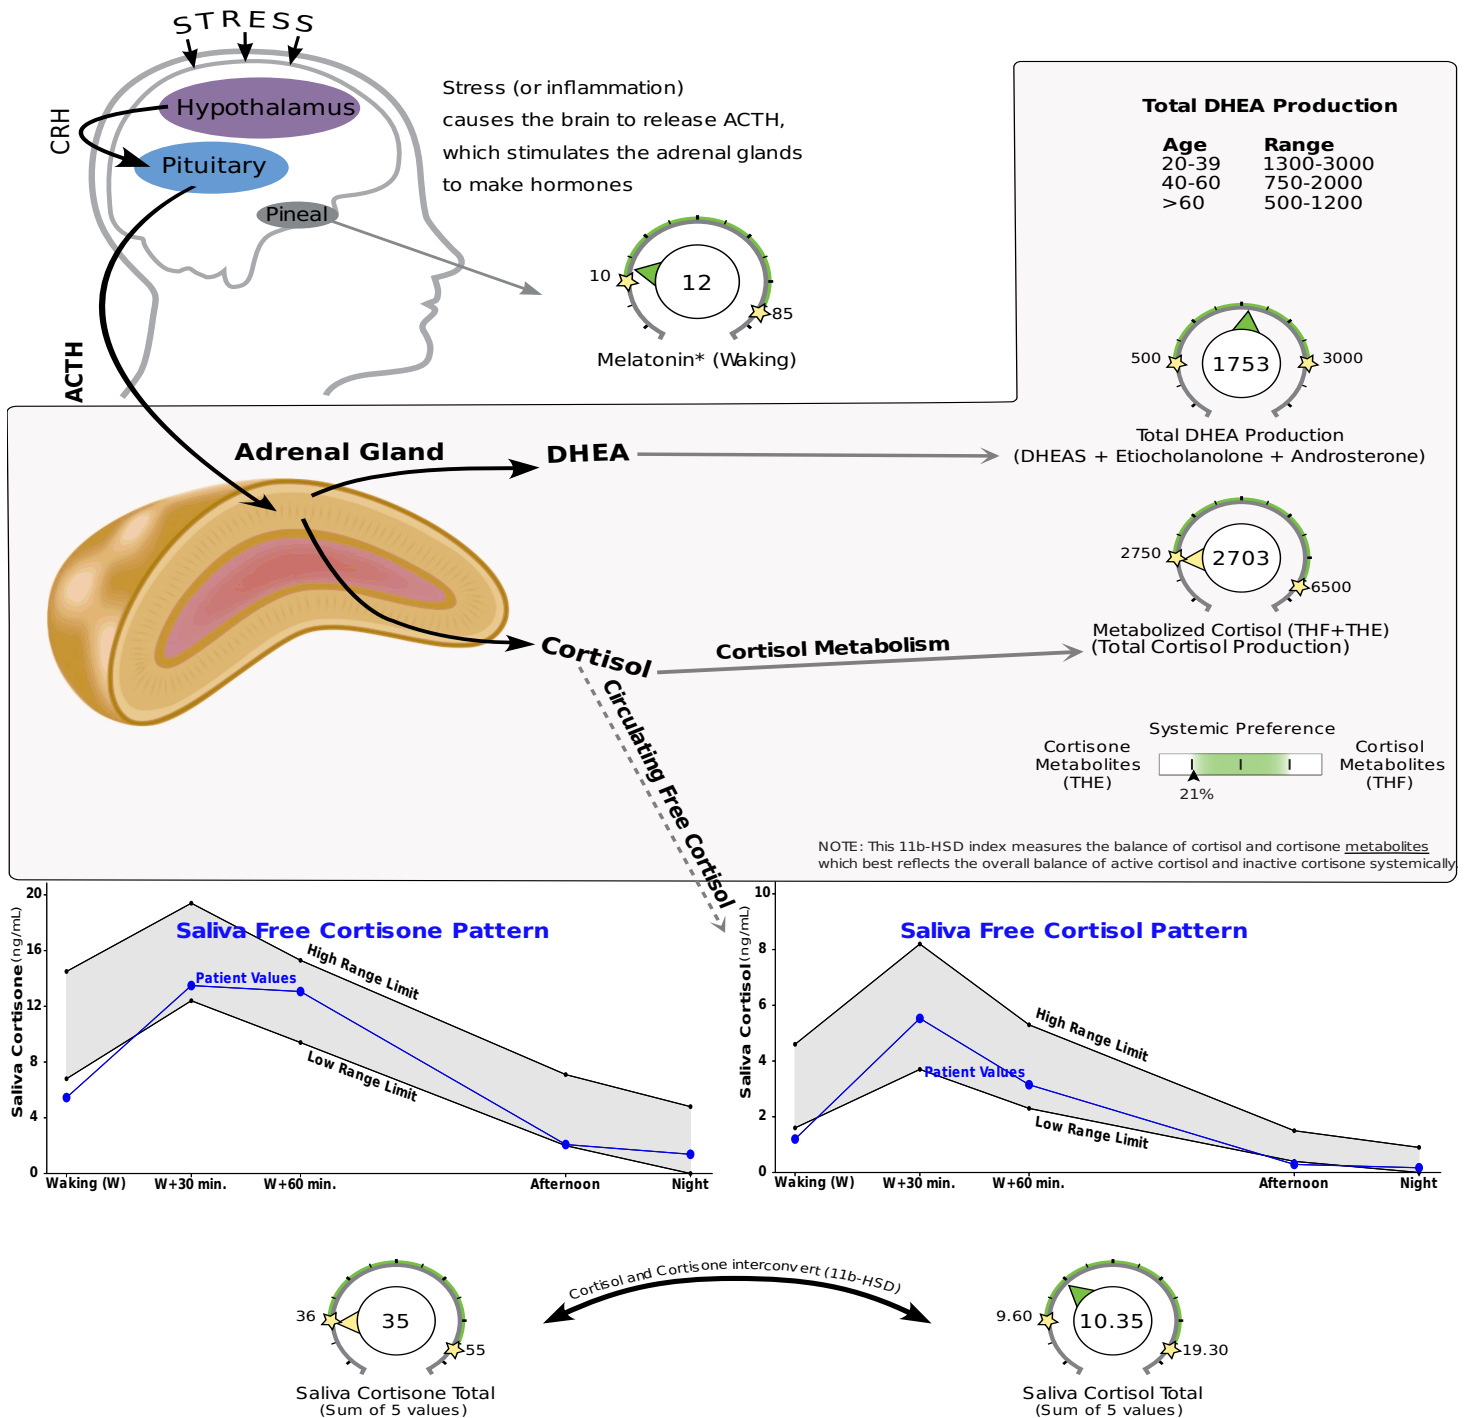 STRESS
Hypothalamus
CRH
Pituitary
Pineal
ACTH
Stress (or inflammation)
causes the brain to release ACTH,
which stimulates the adrenal glands
to make hormones
10
12
85
Melatonin* (Waking)
Total DHEA Production
Age Range
20-39 1300-3000
40-60 750-2000
>60 500-1200
500
1753
3000
Total DHEA Production
(DHEAS + Etiocholanolone + Androsterone)
Adrenal Gland
DHEA
Cortisol
Cortisol Metabolism
Circulating Free Cortisol
2750
2703
6500
Metabolized Cortisol (THF+THE)
(Total Cortisol Production)
Systemic Preference
Cortisone
Metabolites
(THE)
Cortisol
Metabolites
(THF)
21%
NOTE: This 11b-HSD index measures the balance of cortisol and cortisone metabolites
which best reflects the overall balance of active cortisol and inactive cortisone systemically.
Saliva Free Cortisone Pattern
Saliva Cortisone (ng/mL)
20
16
12
8
4
0
High Range Limit
Patient Values
Low Range Limit
Waking (W) W+30 min. W+60 min. Afternoon Night
Saliva Free Cortisol Pattern
Saliva Cortisol (ng/mL)
10
8
6
4
2
0
High Range Limit
Patient Values
Low Range Limit
Waking (W) W+30 min. W+60 min. Afternoon Night
36
35
55
Saliva Cortisone Total
(Sum of 5 values)
Cortisol and Cortisone interconvert (11b-HSD)
9.60
10.35
19.30
Saliva Cortisol Total
(Sum of 5 values)